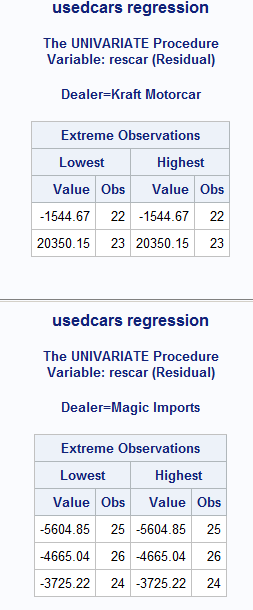 usedcars regression
The UNIVARIATE Procedure
Variable: rescar (Residual)
Dealer=Kraft Motorcar
Extreme Observations
Lowest Highest
Value Obs Value Obs
-1544.67 22 -1544.67 22
20350.15 23 20350.15 23
usedcars regression
The UNIVARIATE Procedure
Variable: rescar (Residual)
Dealer=Magic Imports
Extreme Observations
Lowest Highest
Value Obs Value Obs
-5604.85 25 -5604.85 25
-4665.04 26 -4665.04 26
-3725.22 24 -3725.22 24